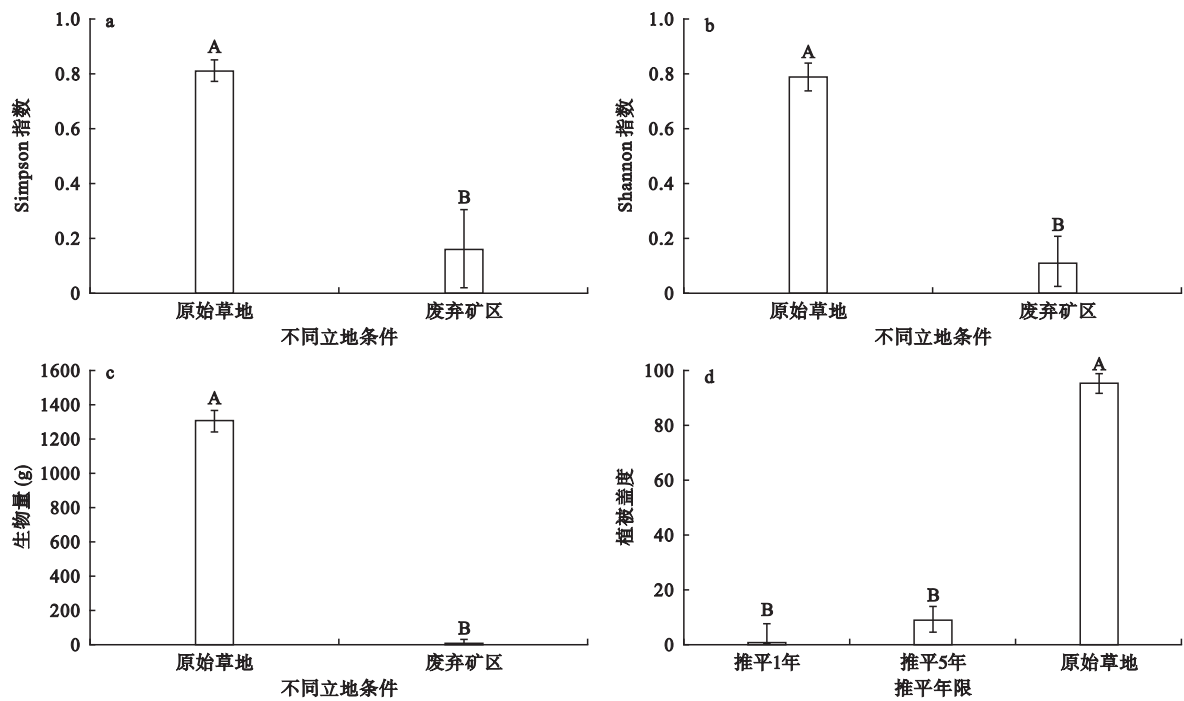 a
Simpson 指数
1.0
0.8
0.6
0.4
0.2
0
A
B
原始草地 废弃矿区
不同立地条件
b
Shannon 指数
1.0
0.8
0.6
0.4
0.2
0
A
B
原始草地 废弃矿区
不同立地条件
c
生物量(g)
1600
1400
1200
1000
800
600
400
200
0
A
B
原始草地 废弃矿区
不同立地条件
d
植被盖度
100
80
60
40
20
0
B
B
A
推平1年 推平5年 原始草地
推平年限